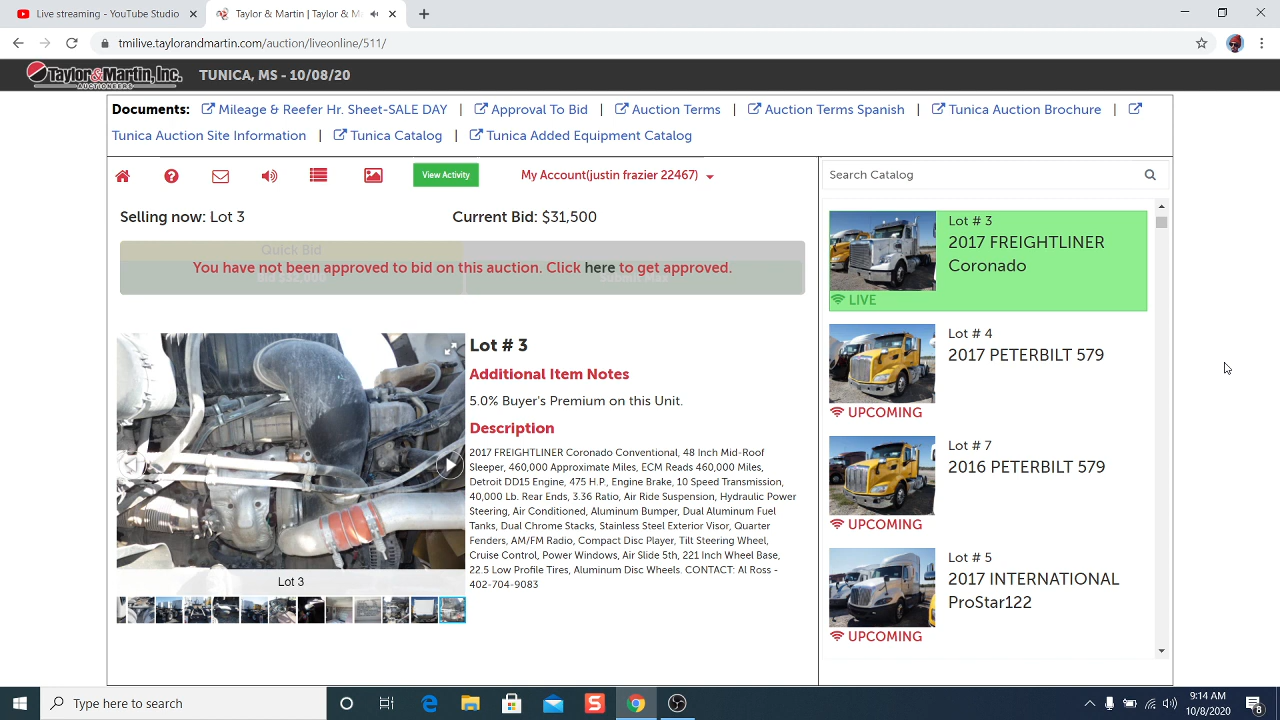 Live streaming - YouTube Studio
Taylor & Martin | Taylor & M
tmilive.taylorandmartin.com/auction/liveonline/511/
Taylor&Martin, Inc.
AUCTIONEERS
TUNICA, MS - 10/08/20
Documents: Mileage & Reefer Hr. Sheet-SALE DAY | Approval To Bid | Auction Terms | Auction Terms Spanish | Tunica Auction Brochure |
Tunica Auction Site Information | Tunica Catalog | Tunica Added Equipment Catalog
View Activity
My Account(justin frazier 22467)
Selling now: Lot 3
Current Bid: $31,500
Quick Bid
You have not been approved to bid on this auction. Click here to get approved.
Lot 3
Lot # 3
Additional Item Notes
5.0% Buyer's Premium on this Unit.
Description
2017 FREIGHTLINER Coronado Conventional, 48 Inch Mid-Roof
Sleeper, 460,000 Approximate Miles, ECM Reads 460,000 Miles,
Detroit DD15 Engine, 475 H.P., Engine Brake, 10 Speed Transmission,
40,000 Lb. Rear Ends, 3.36 Ratio, Air Ride Suspension, Hydraulic Power
Steering, Air Conditioned, Aluminum Bumper, Dual Aluminum Fuel
Tanks, Dual Chrome Stacks, Stainless Steel Exterior Visor, Quarter
Fenders, AM/FM Radio, Compact Disc Player, Tilt Steering Wheel,
Cruise Control, Power Windows, Air Slide 5th, 221 Inch Wheel Base,
22.5 Low Profile Tires, Aluminum Disc Wheels. CONTACT: Al Ross -
402-704-9083
Search Catalog
Lot # 3
2017 FREIGHTLINER
Coronado
LIVE
Lot # 4
2017 PETERBILT 579
UPCOMING
Lot # 7
2016 PETERBILT 579
UPCOMING
Lot # 5
2017 INTERNATIONAL
ProStar122
UPCOMING
Type here to search
9:14 AM
10/8/2020
8